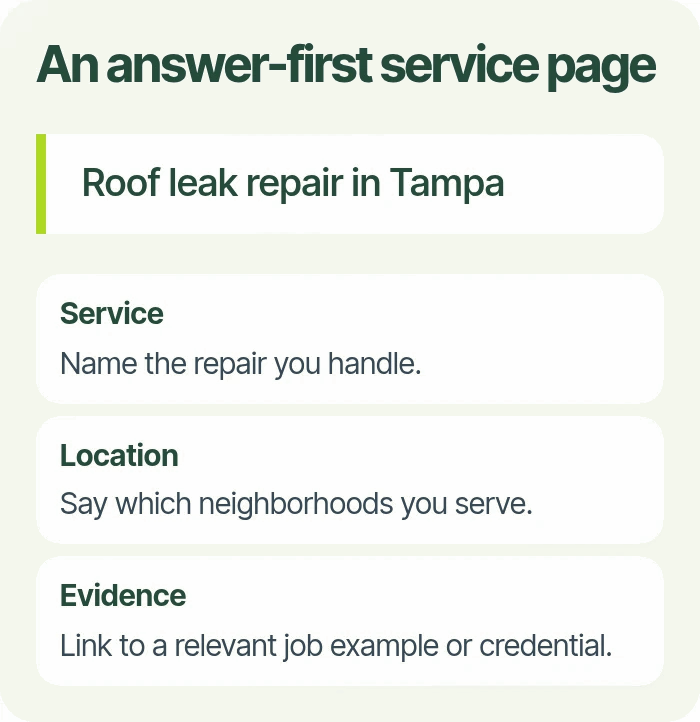 An answer-first service page
Roof leak repair in Tampa
Service
Name the repair you handle.
Location
Say which neighborhoods you serve.
Evidence
Link to a relevant job example or credential.